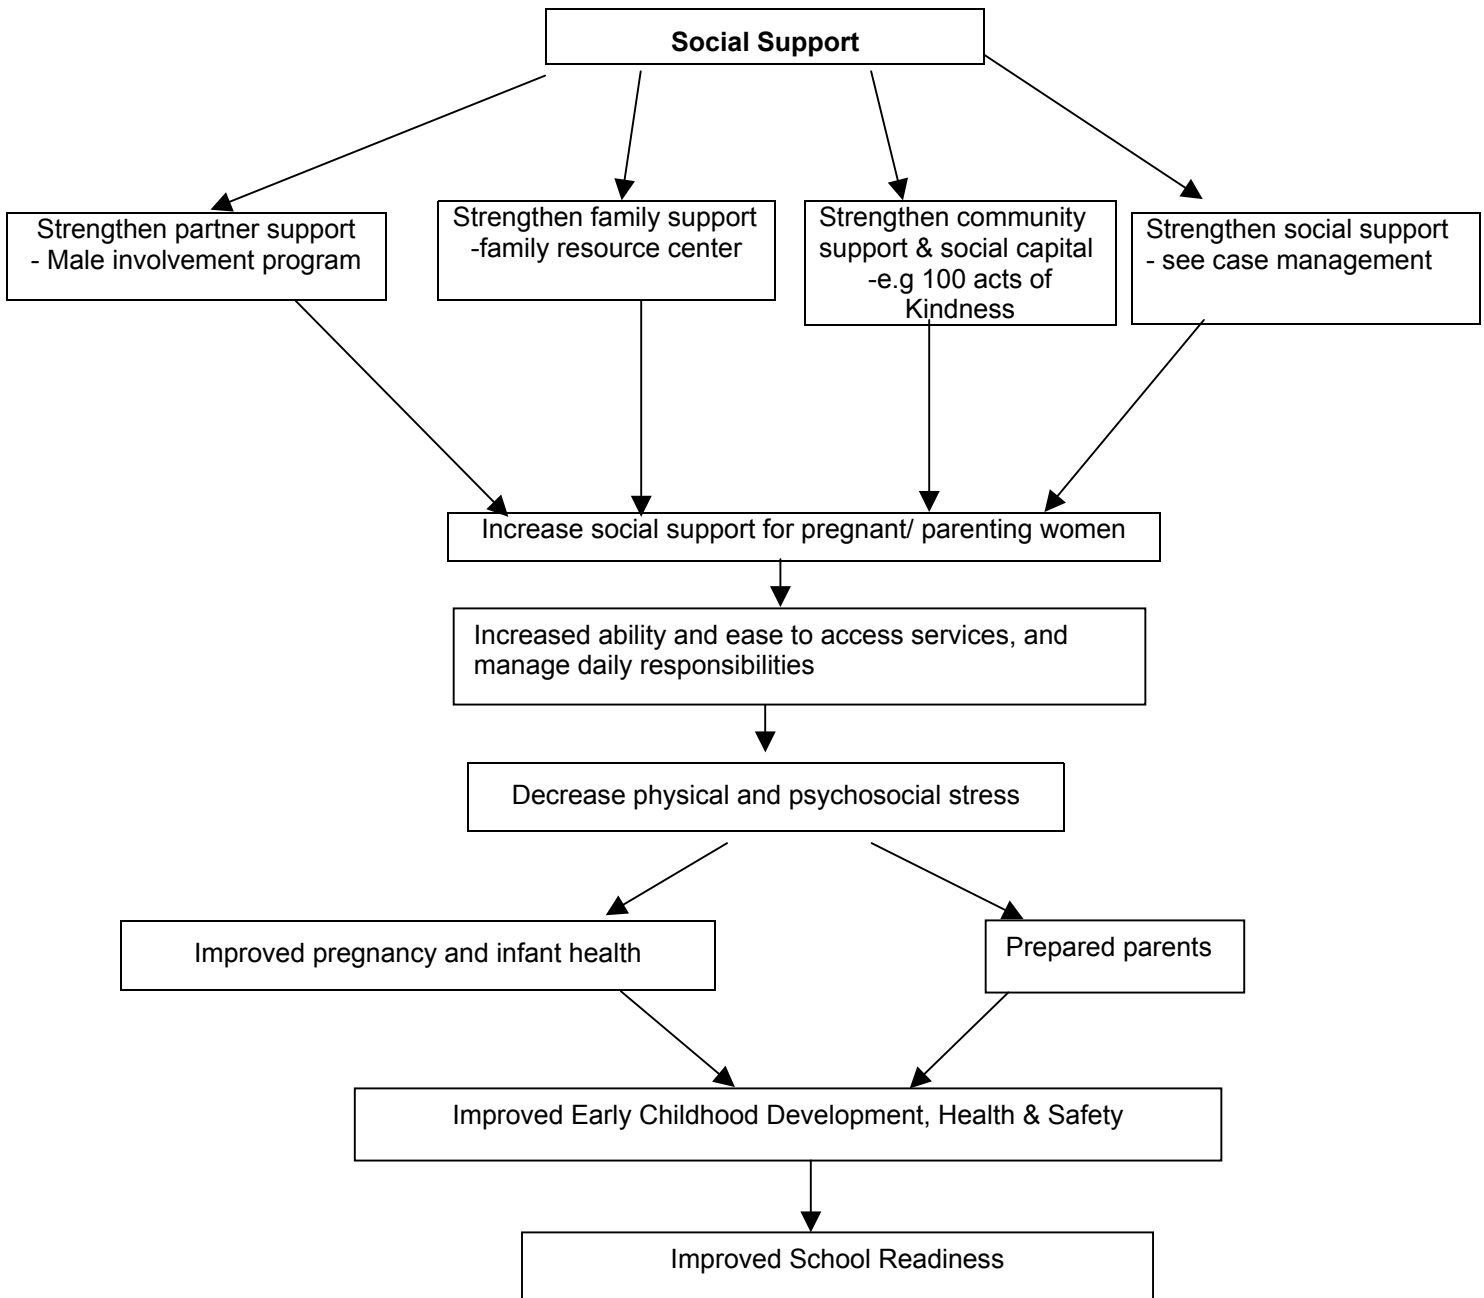 Social Support
Strengthen partner support
- Male involvement program
Strengthen family support
-family resource center
Strengthen community
support & social capital
-e.g 100 acts of
Kindness
Strengthen social support
- see case management
Increase social support for pregnant/ parenting women
Increased ability and ease to access services, and
manage daily responsibilities
Decrease physical and psychosocial stress
Improved pregnancy and infant health
Prepared parents
Improved Early Childhood Development, Health & Safety
Improved School Readiness